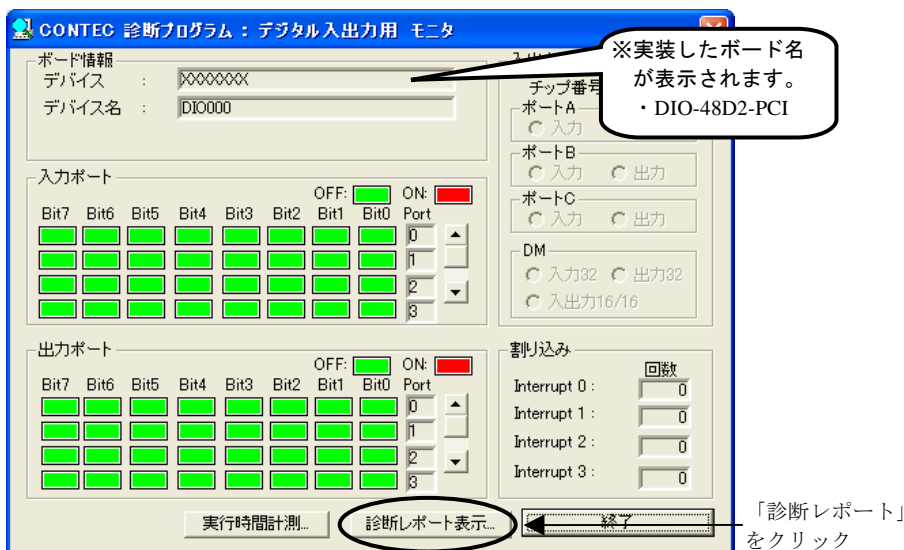 CONTEC 診断プログラム : デジタル入出力用 モニタ
ボード情報
デバイス : XXXXXXX
デバイス名 : DIO000
※実装したボード名
が表示されます。
・DIO-48D2-PCI
チップ番号
ポートA
入力
ポートB
入力 出力
ポートC
入力 出力
DM
入力32 出力32
入出力16/16
入力ポート
OFF: ON:
Bit7 Bit6 Bit5 Bit4 Bit3 Bit2 Bit1 Bit0 Port
0
1
2
3
出力ポート
OFF: ON:
Bit7 Bit6 Bit5 Bit4 Bit3 Bit2 Bit1 Bit0 Port
0
1
2
3
割り込み
回数
Interrupt 0 : 0
Interrupt 1 : 0
Interrupt 2 : 0
Interrupt 3 : 0
実行時間計測... 診断レポート表示... 終了
「診断レポート」
をクリック